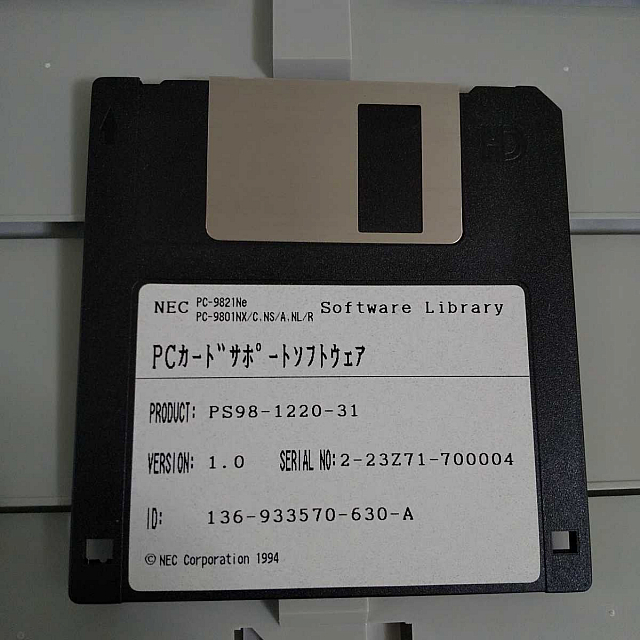 HD
NEC PC-9821Ne
PC-9801NX/C.NS/A.NL/R Software Library
PCカードサポートソフトウェア
PRODUCT: PS98-1220-31
VERSION: 1.0 SERIAL NO:2-23Z71-700004
ID: 136-933570-630-A
© NEC Corporation 1994